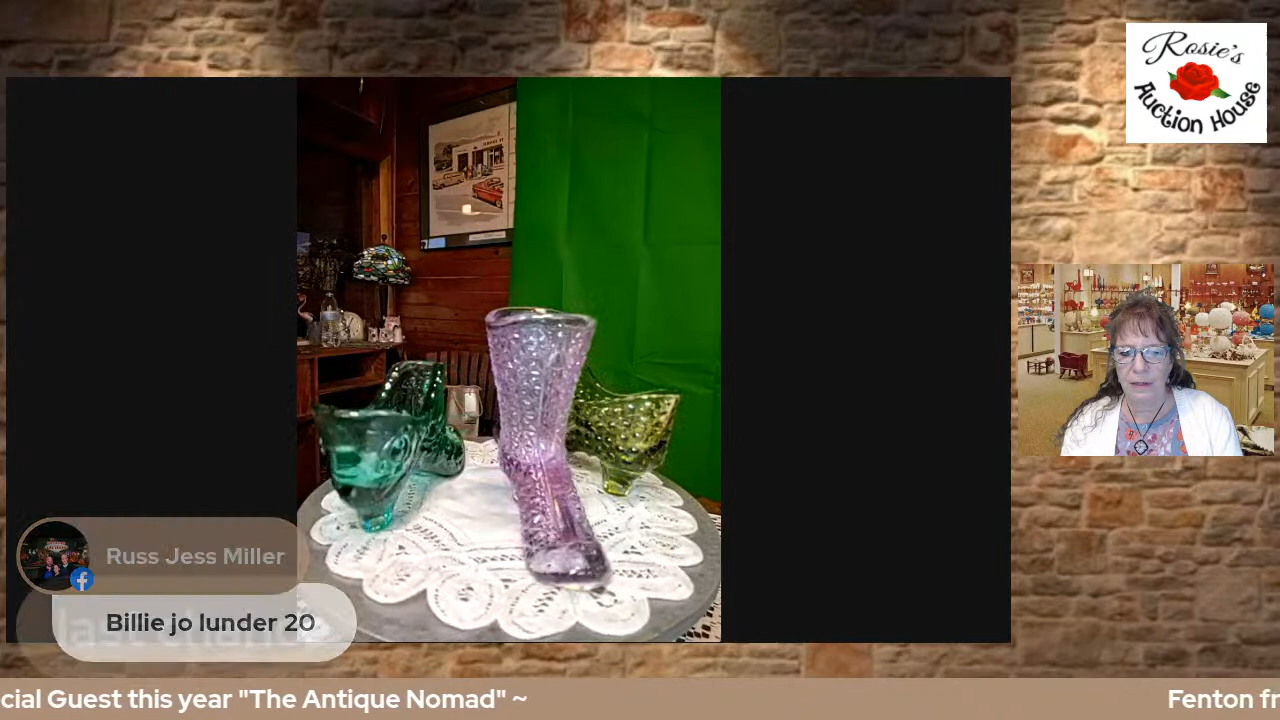 Rosie's
Auction House
Russ Jess Miller
Billie jo lunder 20
cial Guest this year "The Antique Nomad" ~
Fenton fr